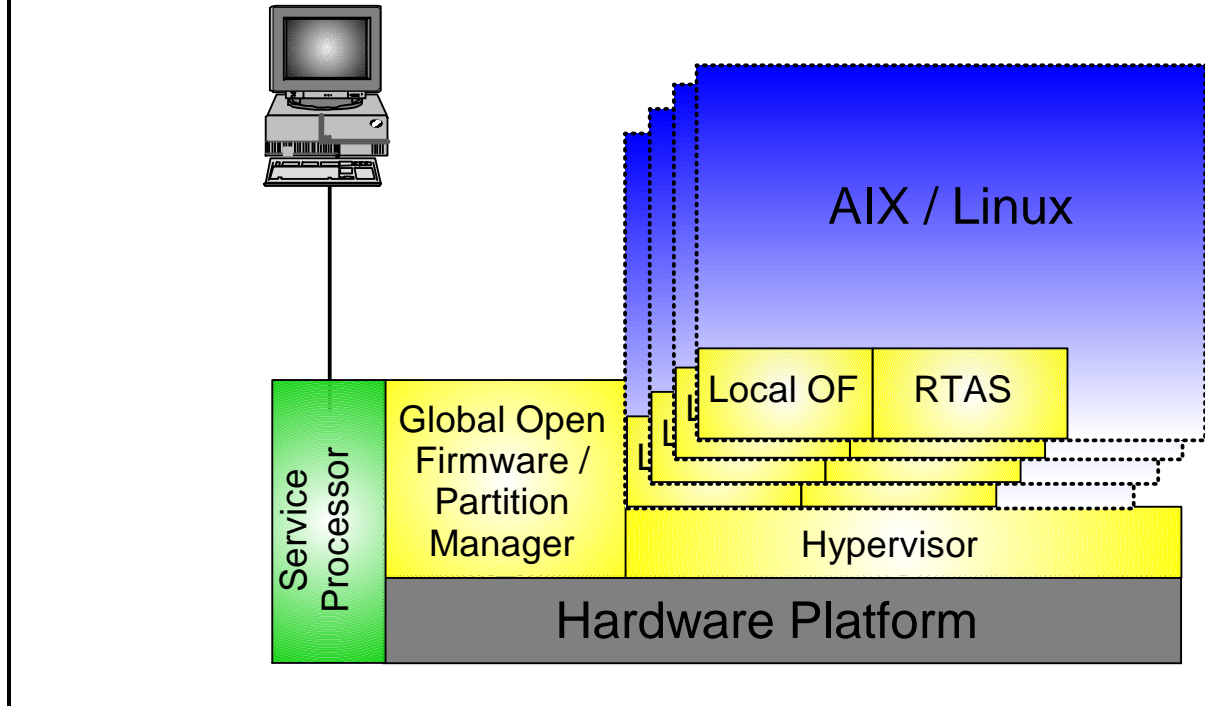 AIX / Linux
Local OF
RTAS
L
L
L
Global Open
Firmware /
Partition
Manager
Service
Processor
Hypervisor
Hardware Platform